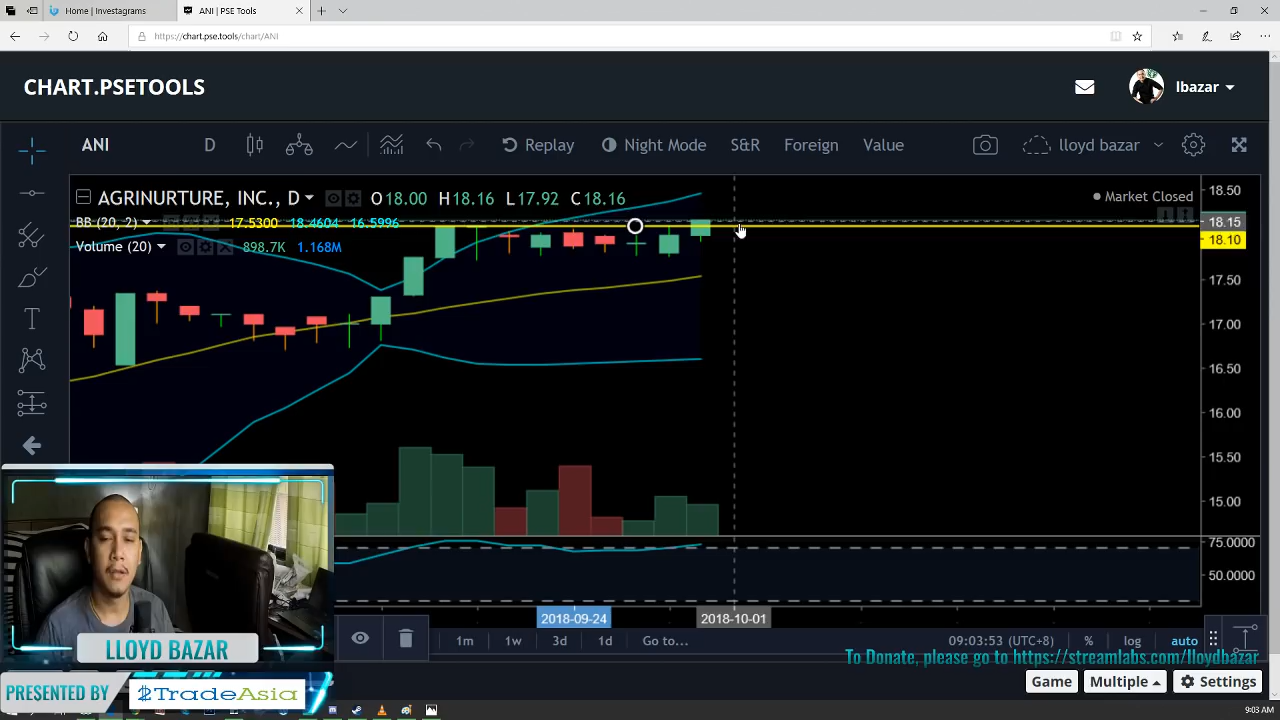 Home | Investagrams
ANI | PSE Tools
https://chart.pse.tools/chart/ANI
CHART.PSETOOLS
lbazar
ANI
D
Replay
Night Mode
S&R
Foreign
Value
lloyd bazar
AGRINURTURE, INC., D
O18.00 H18.16 L17.92 C18.16
Market Closed
BB (20, 2) 17.5300 18.4604 16.5996
Volume (20) 898.7K 1.168M
18.50
18.15
18.10
17.50
17.00
16.50
16.00
15.50
15.00
75.0000
50.0000
2018-09-24
2018-10-01
1m 1w 3d 1d Go to...
09:03:53 (UTC+8) % log auto
To Donate, please go to https://streamlabs.com/lloydbazar
LLOYD BAZAR
PRESENTED BY
$TradeAsia
Game
Multiple
Settings
9:03 AM